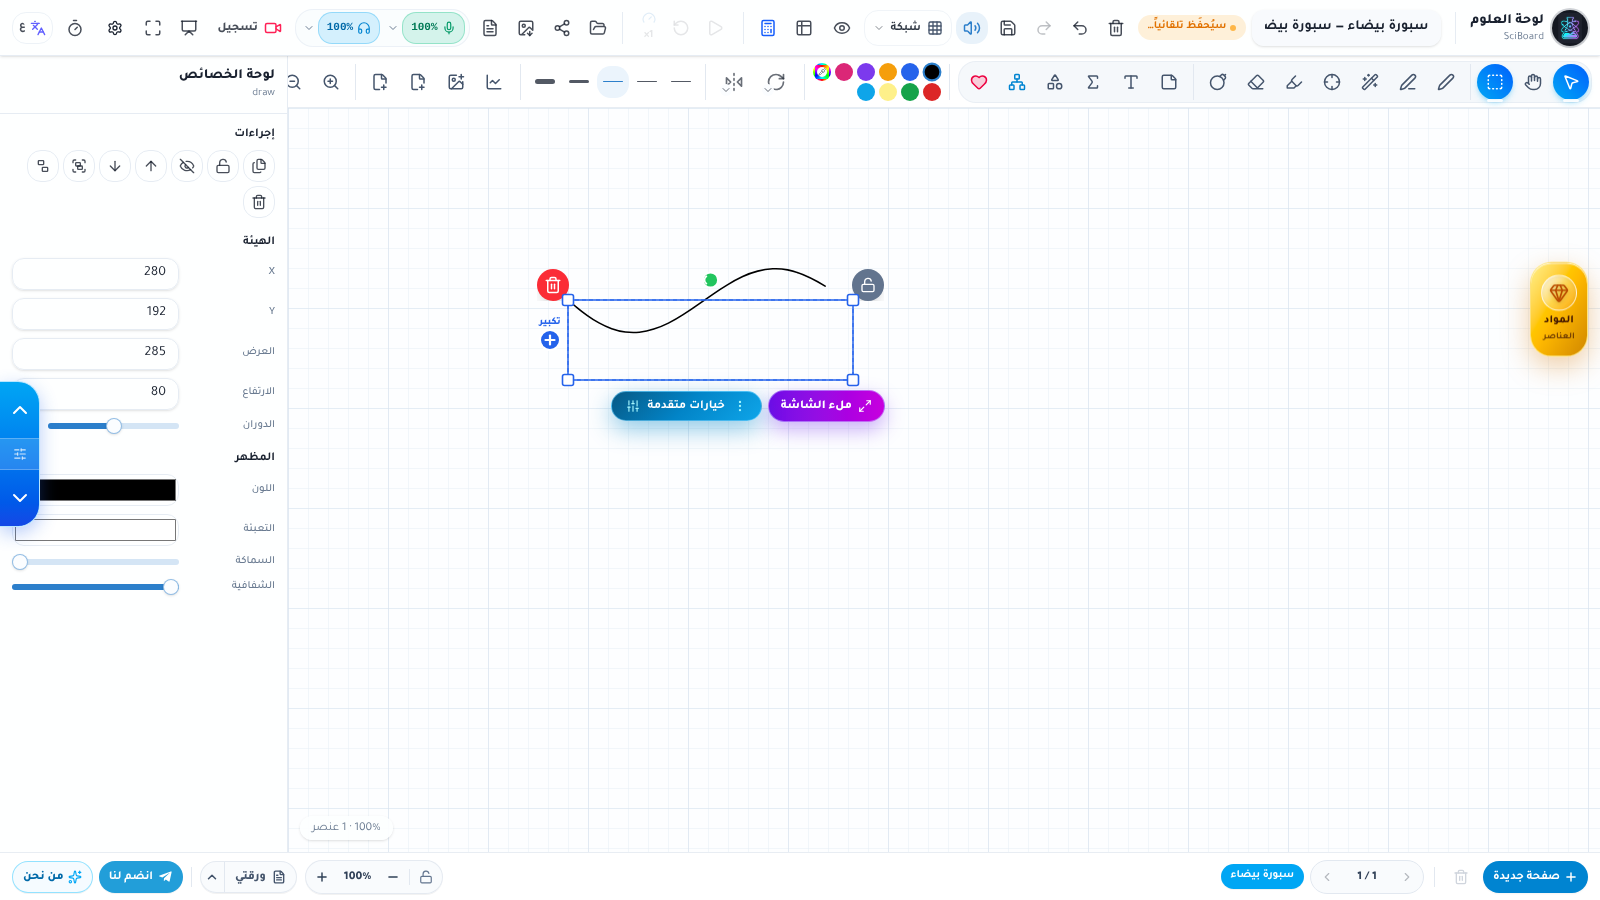 لوحة العلوم
SciBoard
سبورة بيضاء – سبورة بيض
سيُحفَظ تلقائياً...
شبكة
x1
100%
100%
تسجيل
ع
لوحة الخصائص
draw
إجراءات
الهيئة
X
280
Y
192
العرض
285
الارتفاع
80
الدوران
المظهر
اللون
التعبئة
السماكة
الشفافية
تكبير
ملء الشاشة
خيارات متقدمة
المواد
العناصر
100% · 1 عنصر
صفحة جديدة
1 / 1
سبورة بيضاء
100%
ورقتي
انضم لنا
من نحن